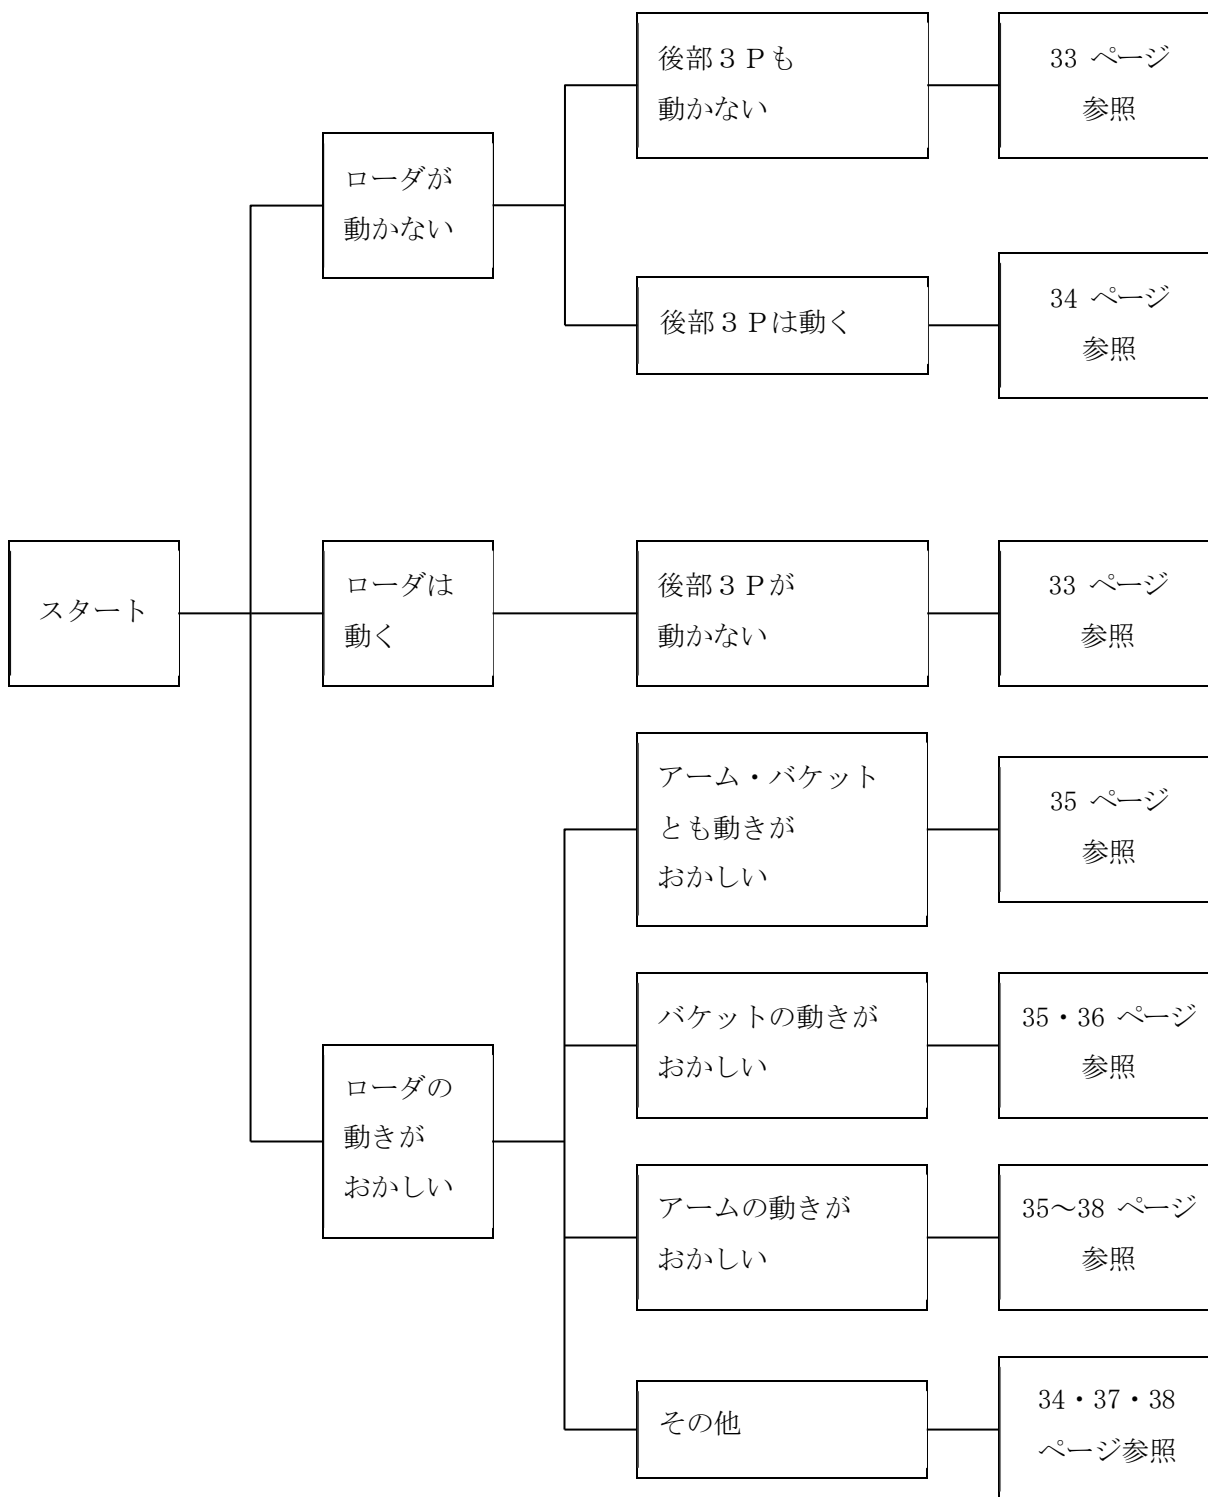 スタート
ローダが
動かない
後部３Ｐも
動かない
33 ページ
参照
後部３Ｐは動く
34 ページ
参照
ローダは
動く
後部３Ｐが
動かない
33 ページ
参照
ローダの
動きが
おかしい
アーム・バケット
とも動きが
おかしい
35 ページ
参照
バケットの動きが
おかしい
35・36 ページ
参照
アームの動きが
おかしい
35～38 ページ
参照
その他
34・37・38
ページ参照